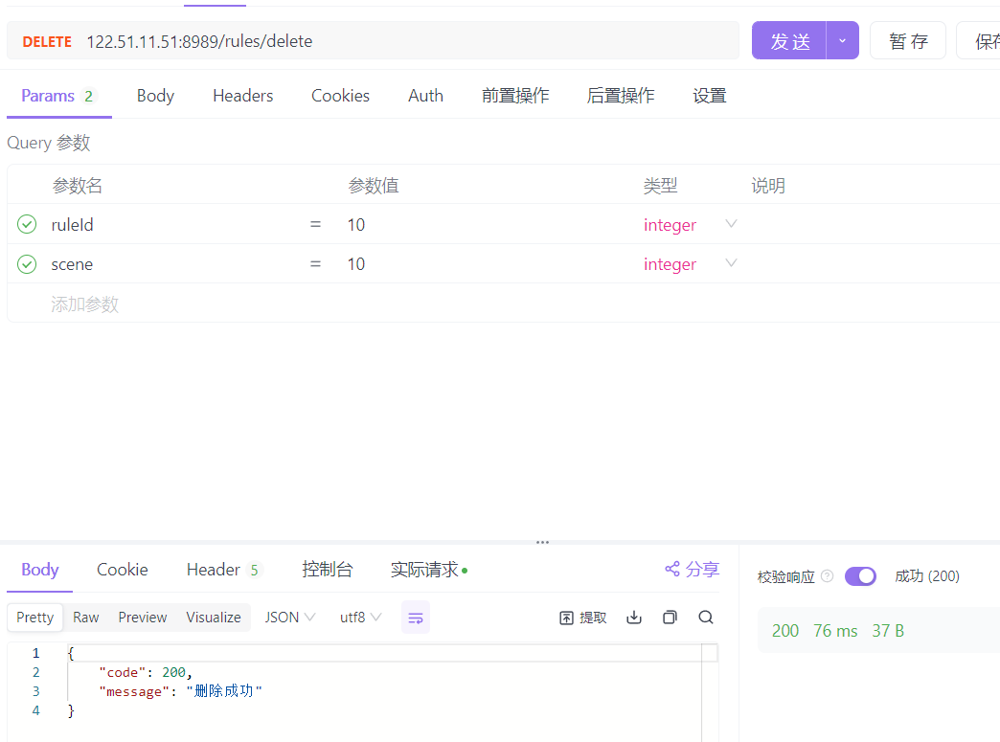 DELETE 122.51.11.51:8989/rules/delete 发送 暂存
Params 2 Body Headers Cookies Auth 前置操作 后置操作 设置
Query 参数
参数名 参数值 类型 说明
ruleId = 10 integer
scene = 10 integer
添加参数
Body Cookie Header 5 控制台 实际请求 分享
校验响应 ? 成功 (200)
Pretty Raw Preview Visualize JSON utf8 提取
200 76 ms 37 B
1 {
2 "code": 200,
3 "message": "删除成功"
4 }